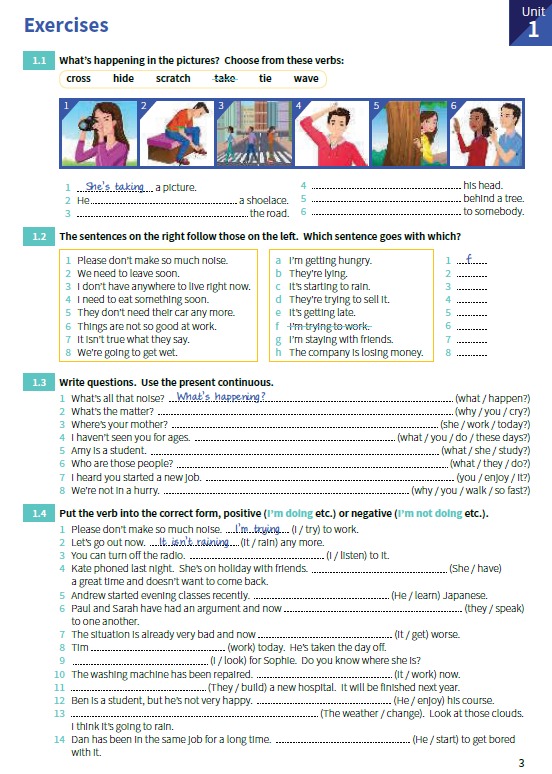 Exercises
Unit
1
1.1 What's happening in the pictures? Choose from these verbs:
cross hide scratch take tie wave
1 2 3 4 5 6
1 She's taking a picture.
2 He ........ a shoelace.
3 ........ the road.
4 ........ his head.
5 ........ behind a tree.
6 ........ to somebody.
1.2 The sentences on the right follow those on the left. Which sentence goes with which?
1 Please don't make so much noise.
2 We need to leave soon.
3 I don't have anywhere to live right now.
4 I need to eat something soon.
5 They don't need their car any more.
6 Things are not so good at work.
7 It isn't true what they say.
8 We're going to get wet.
a I'm getting hungry.
b They're lying.
c It's starting to rain.
d They're trying to sell it.
e It's getting late.
f I'm trying to work.
g I'm staying with friends.
h The company is losing money.
1 f
2 ........
3 ........
4 ........
5 ........
6 ........
7 ........
8 ........
1.3 Write questions. Use the present continuous.
1 What's all that noise? What's happening? (what / happen?)
2 What's the matter? ........ (why / you / cry?)
3 Where's your mother? ........ (she / work / today?)
4 I haven't seen you for ages. ........ (what / you / do / these days?)
5 Amy is a student. ........ (what / she / study?)
6 Who are those people? ........ (what / they / do?)
7 I heard you started a new job. ........ (you / enjoy / it?)
8 We're not in a hurry. ........ (why / you / walk / so fast?)
1.4 Put the verb into the correct form, positive (I'm doing etc.) or negative (I'm not doing etc.).
1 Please don't make so much noise. I'm trying (I / try) to work.
2 Let's go out now. It isn't raining (it / rain) any more.
3 You can turn off the radio. ........ (I / listen) to it.
4 Kate phoned last night. She's on holiday with friends. ........ (She / have)
a great time and doesn't want to come back.
5 Andrew started evening classes recently. ........ (He / learn) Japanese.
6 Paul and Sarah have had an argument and now ........ (they / speak)
to one another.
7 The situation is already very bad and now ........ (it / get) worse.
8 Tim ........ (work) today. He's taken the day off.
9 ........ (I / look) for Sophie. Do you know where she is?
10 The washing machine has been repaired. ........ (It / work) now.
11 ........ (They / build) a new hospital. It will be finished next year.
12 Ben is a student, but he's not very happy. ........ (He / enjoy) his course.
13 ........ (The weather / change). Look at those clouds.
I think it's going to rain.
14 Dan has been in the same job for a long time. ........ (He / start) to get bored
with it.
3